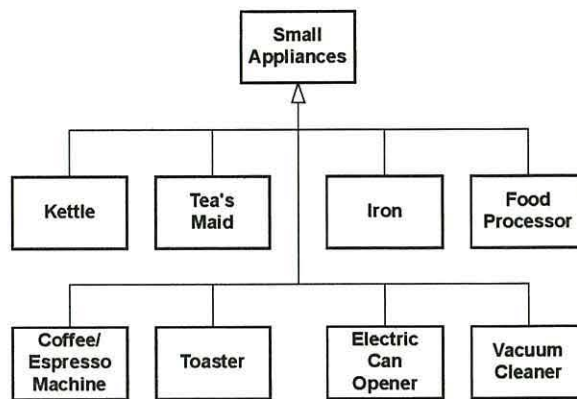 Small
Appliances
Kettle
Tea's
Maid
Iron
Food
Processor
Coffee/
Espresso
Machine
Toaster
Electric
Can
Opener
Vacuum
Cleaner